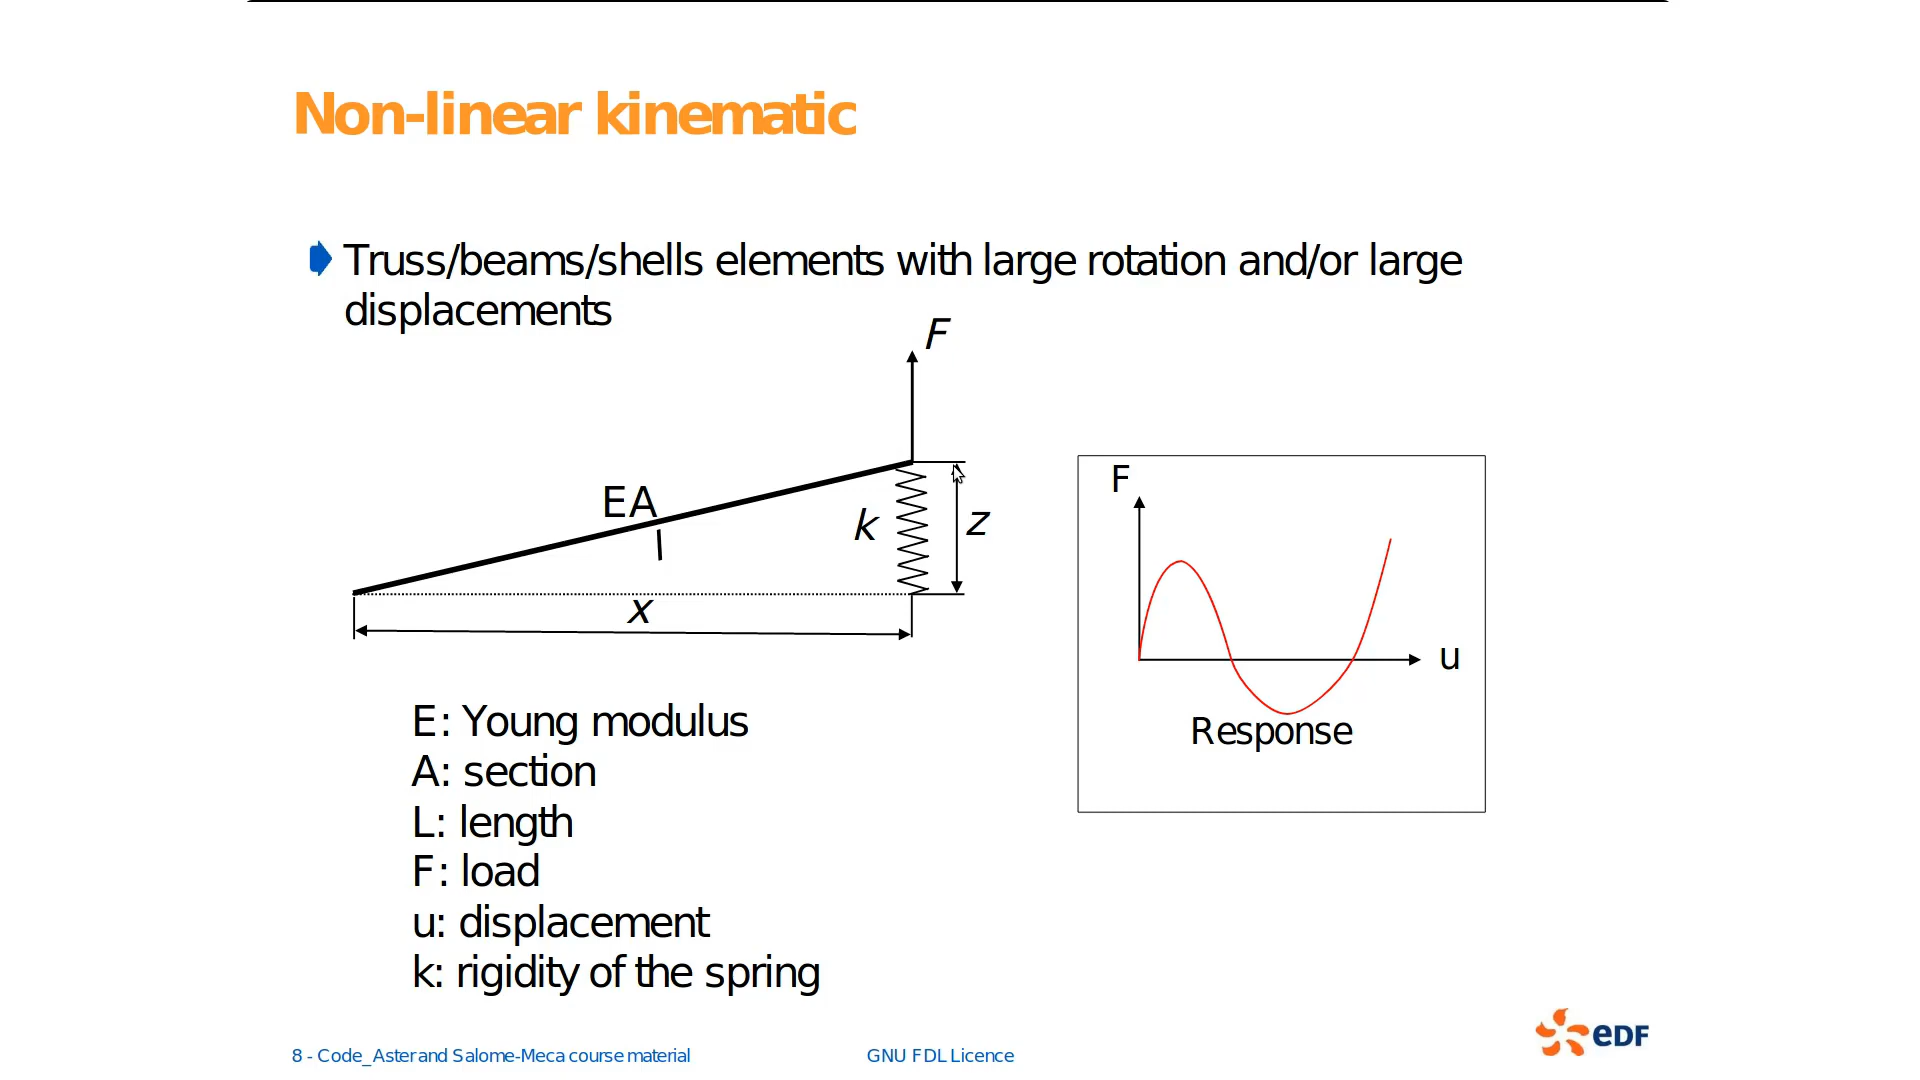 Non-linear kinematic
Truss/beams/shells elements with large rotation and/or large
displacements
F
EA
k
z
x
F
u
Response
E: Young modulus
A: section
L: length
F: load
u: displacement
k: rigidity of the spring
8 - Code_Aster and Salome-Meca course material
GNU FDL Licence
eDF